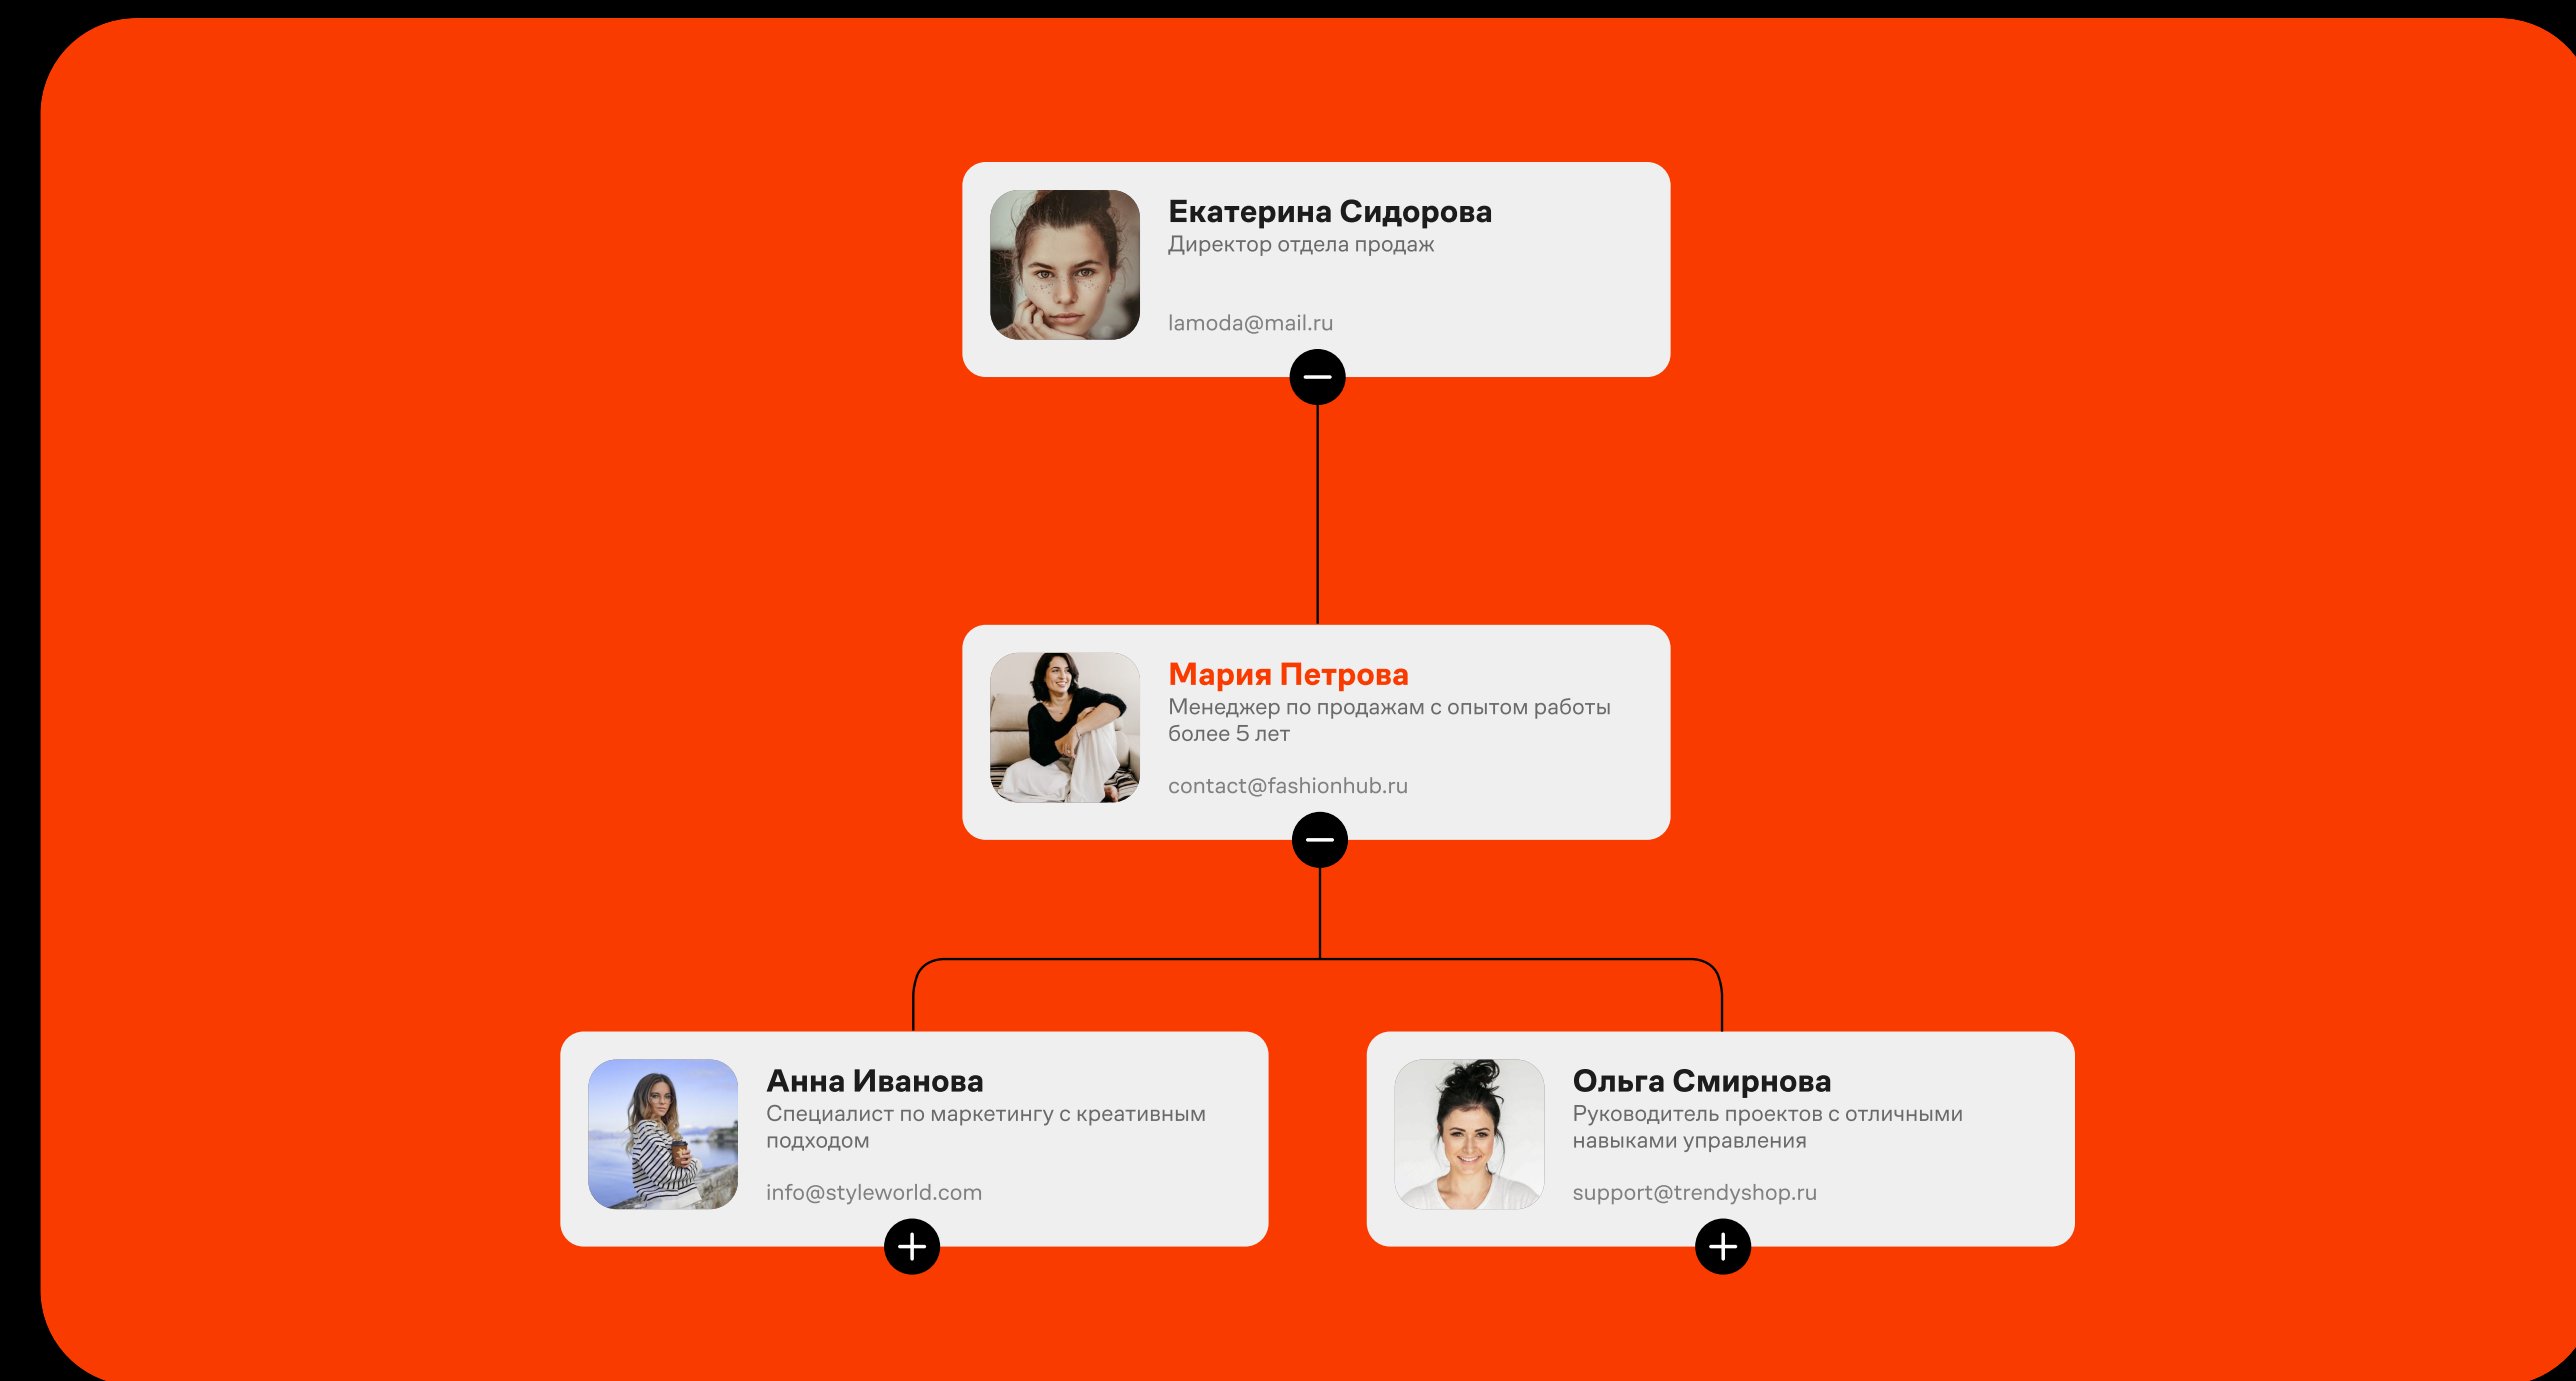 Екатерина Сидорова
Директор отдела продаж
lamoda@mail.ru
Мария Петрова
Менеджер по продажам с опытом работы
более 5 лет
contact@fashionhub.ru
Анна Иванова
Специалист по маркетингу с креативным
подходом
info@styleworld.com
Ольга Смирнова
Руководитель проектов с отличными
навыками управления
support@trendyshop.ru